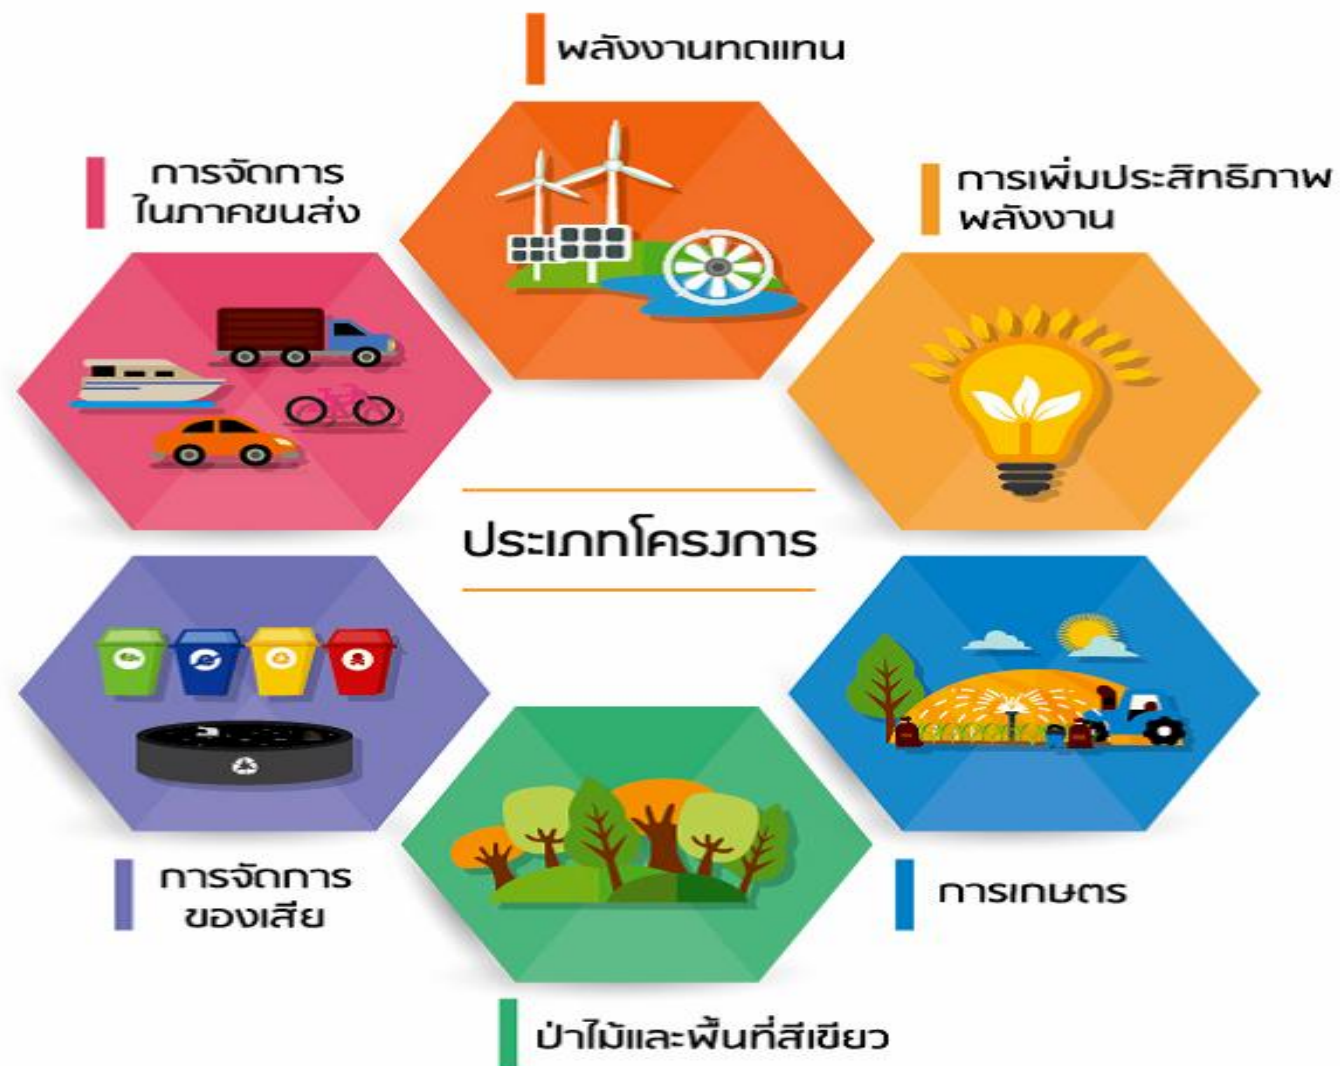 พลังงานทดแทน
การจัดการ
ในภาคขนส่ง
การเพิ่มประสิทธิภาพ
พลังงาน
ประเภทโครงการ
การจัดการ
ของเสีย
การเกษตร
ป่าไม้และพื้นที่สีเขียว